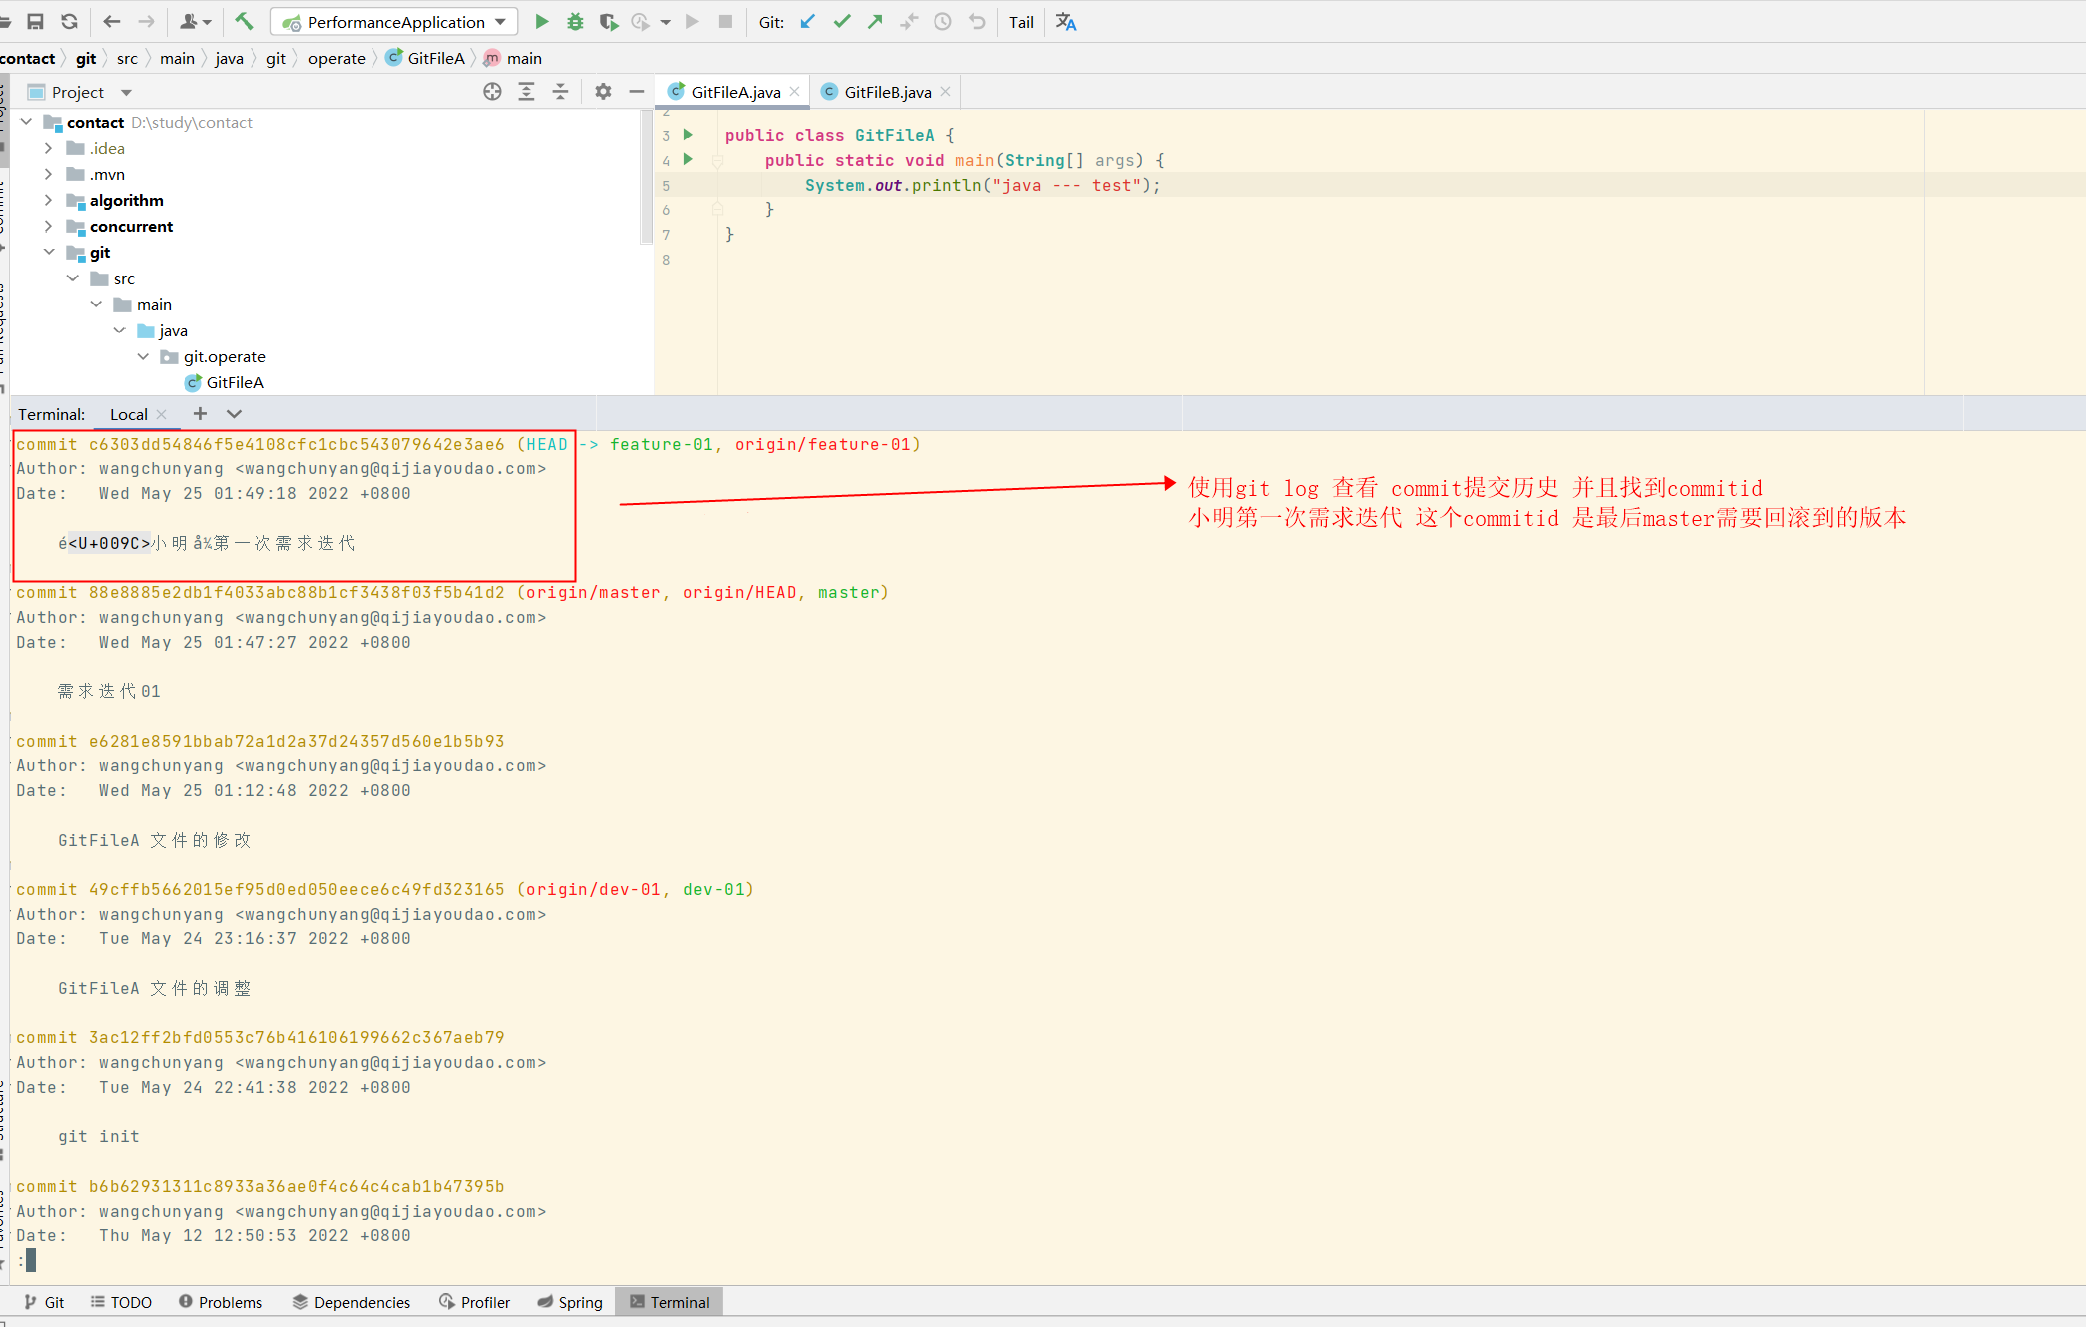 PerformanceApplication Git: Tail
contact git src main java git operate GitFileA main
Project GitFileA.java GitFileB.java
contact D:\study\contact
.idea
.mvn
algorithm
concurrent
git
src
main
java
git.operate
GitFileA
2
3 public class GitFileA {
4 public static void main(String[] args) {
5 System.out.println("java --- test");
6 }
7 }
8
Terminal: Local
commit c6303dd54846f5e4108cfc1cbc543079642e3ae6 (HEAD -> feature-01, origin/feature-01)
Author: wangchunyang <wangchunyang@qijiayoudao.com>
Date: Wed May 25 01:49:18 2022 +0800
é<U+009C>小明å¾第一次需求迭代
使用git log 查看 commit提交历史 并且找到commitid
小明第一次需求迭代 这个commitid 是最后master需要回滚到的版本
commit 88e8885e2db1f4033abc88b1cf3438f03f5b41d2 (origin/master, origin/HEAD, master)
Author: wangchunyang <wangchunyang@qijiayoudao.com>
Date: Wed May 25 01:47:27 2022 +0800
需求迭代01
commit e6281e8591bbab72a1d2a37d24357d560e1b5b93
Author: wangchunyang <wangchunyang@qijiayoudao.com>
Date: Wed May 25 01:12:48 2022 +0800
GitFileA 文件的修改
commit 49cffb5662015ef95d0ed050eece6c49fd323165 (origin/dev-01, dev-01)
Author: wangchunyang <wangchunyang@qijiayoudao.com>
Date: Tue May 24 23:16:37 2022 +0800
GitFileA 文件的调整
commit 3ac12ff2bfd0553c76b416106199662c367aeb79
Author: wangchunyang <wangchunyang@qijiayoudao.com>
Date: Tue May 24 22:41:38 2022 +0800
git init
commit b6b62931311c8933a36ae0f4c64c4cab1b47395b
Author: wangchunyang <wangchunyang@qijiayoudao.com>
Date: Thu May 12 12:50:53 2022 +0800
:
Git TODO Problems Dependencies Profiler Spring Terminal